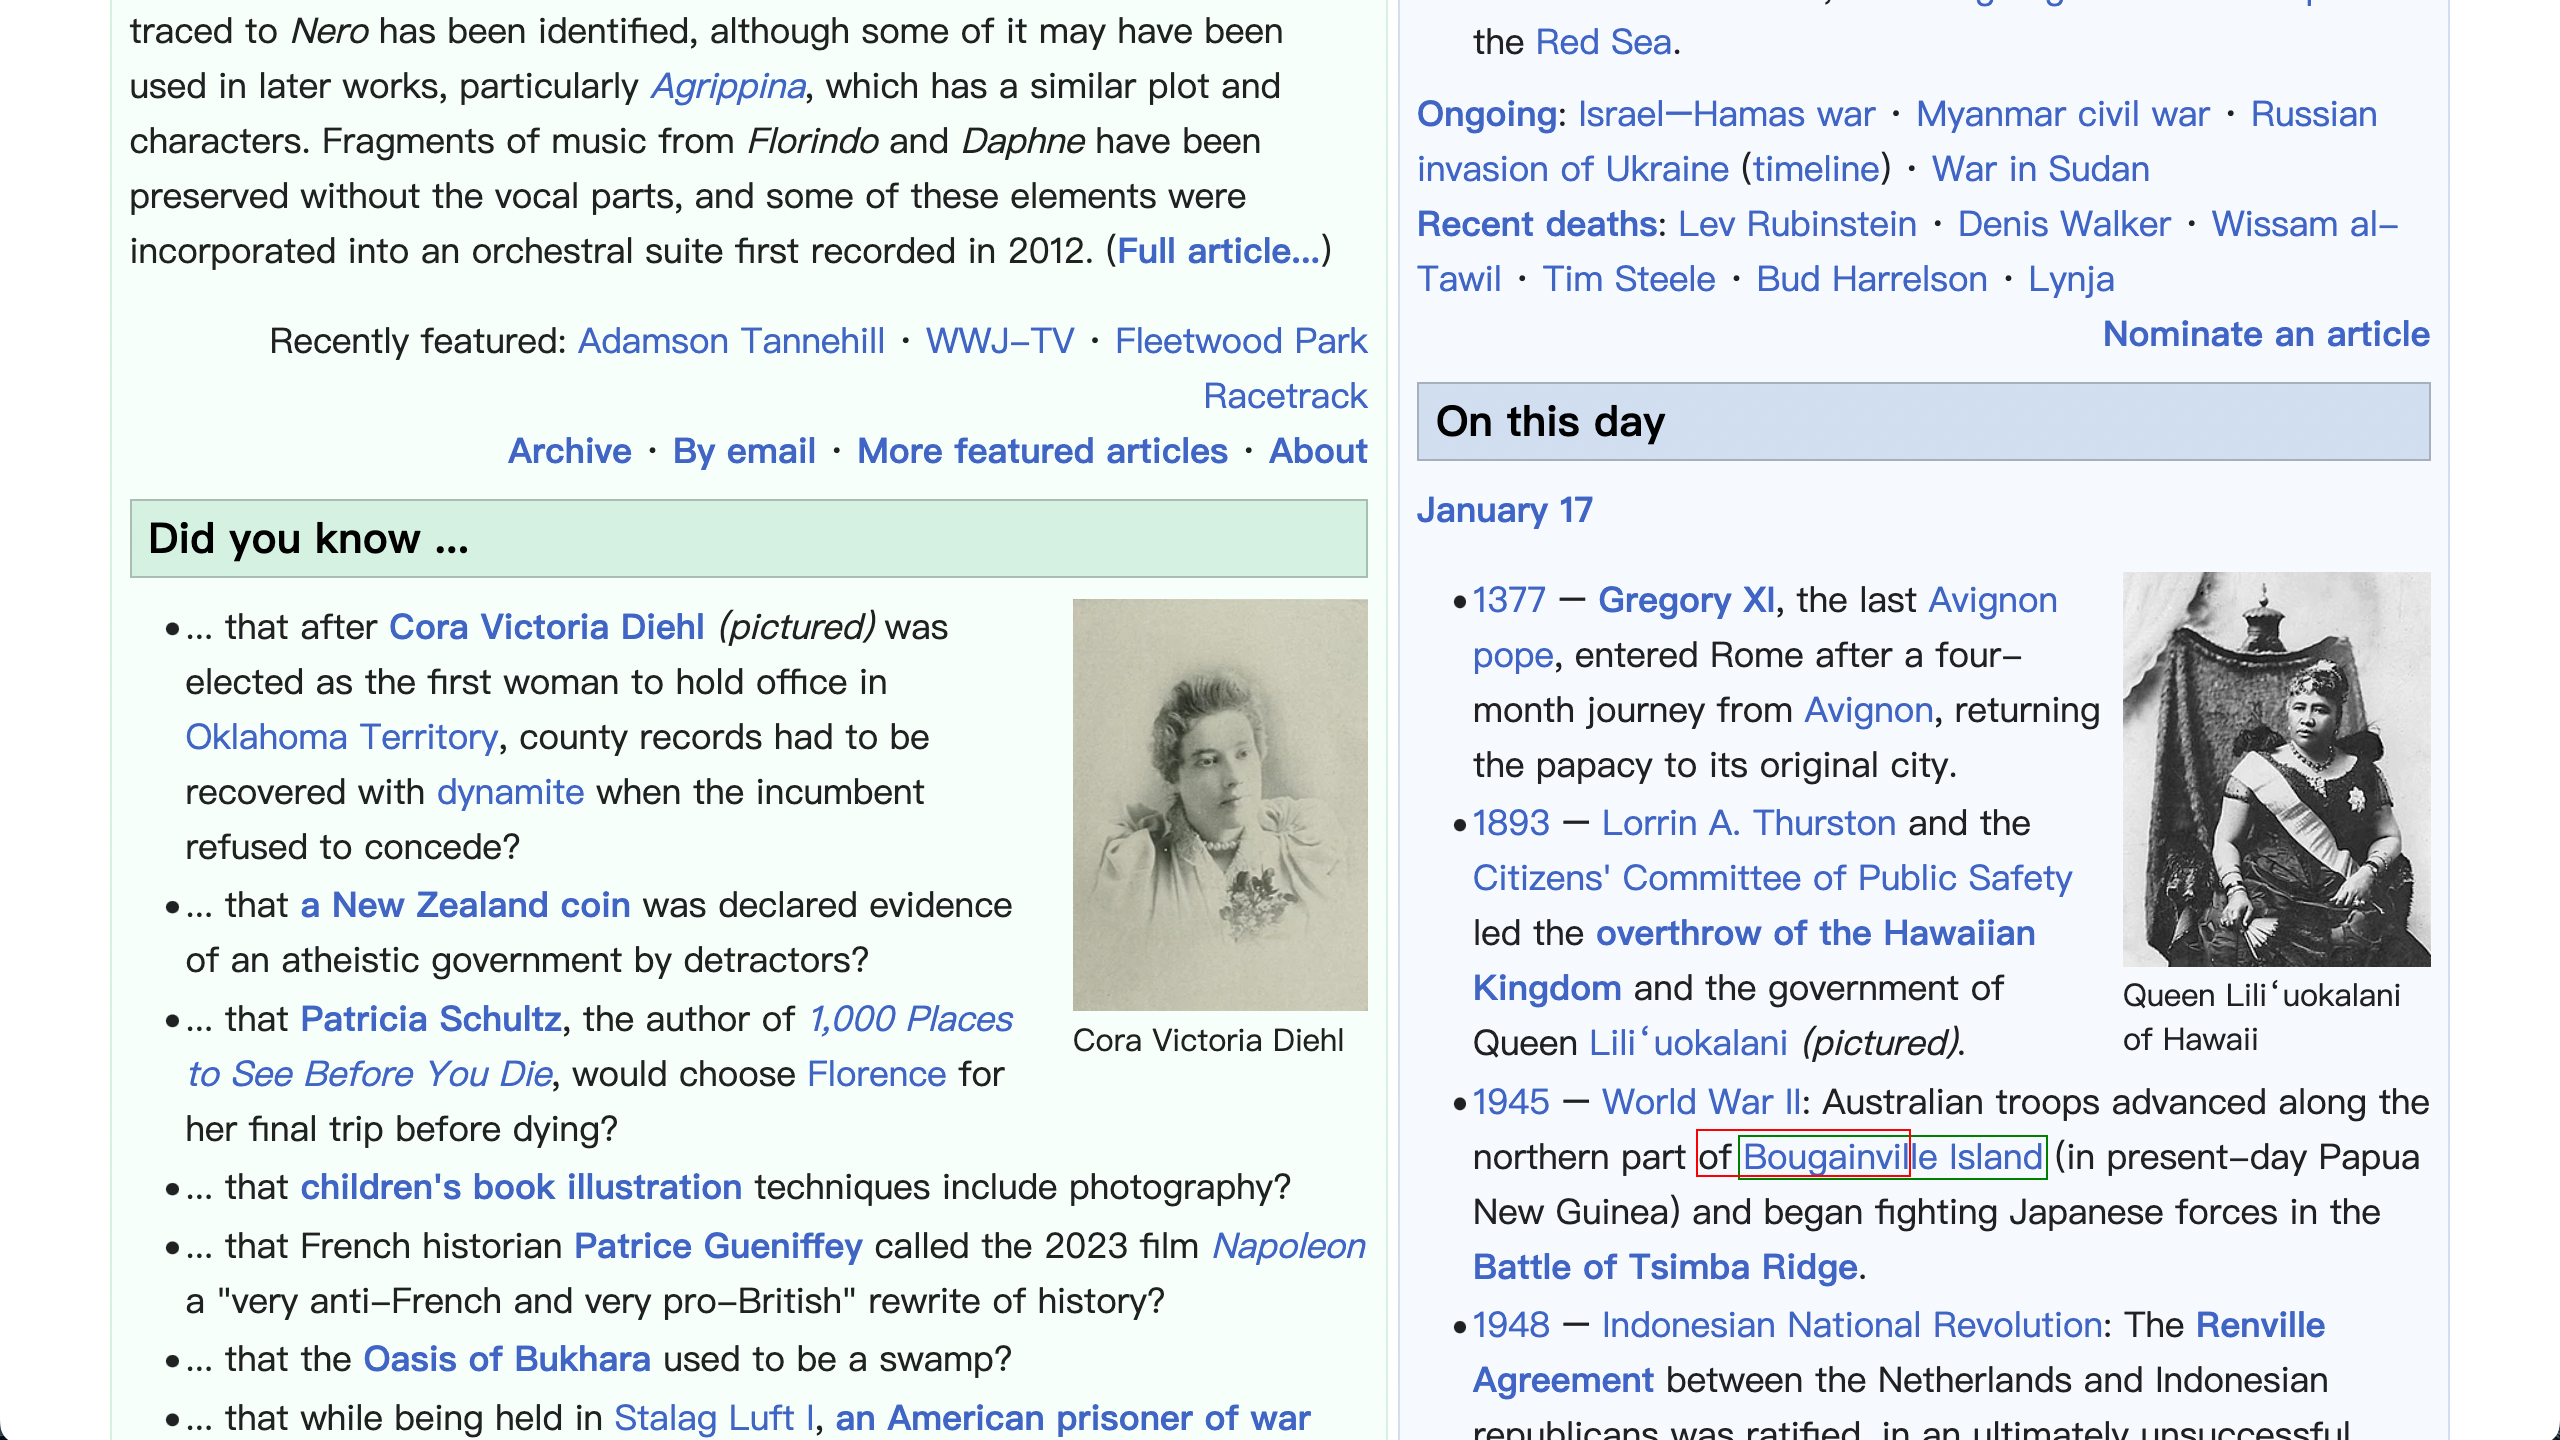 traced to Nero has been identified, although some of it may have been
used in later works, particularly Agrippina, which has a similar plot and
characters. Fragments of music from Florindo and Daphne have been
preserved without the vocal parts, and some of these elements were
incorporated into an orchestral suite first recorded in 2012. (Full article...)
Recently featured: Adamson Tannehill · WWJ-TV · Fleetwood Park
Racetrack
Archive · By email · More featured articles · About
Did you know ...
• ... that after Cora Victoria Diehl (pictured) was
elected as the first woman to hold office in
Oklahoma Territory, county records had to be
recovered with dynamite when the incumbent
refused to concede?
Cora Victoria Diehl
• ... that a New Zealand coin was declared evidence
of an atheistic government by detractors?
• ... that Patricia Schultz, the author of 1,000 Places
to See Before You Die, would choose Florence for
her final trip before dying?
• ... that children's book illustration techniques include photography?
• ... that French historian Patrice Gueniffey called the 2023 film Napoleon
a "very anti-French and very pro-British" rewrite of history?
• ... that the Oasis of Bukhara used to be a swamp?
• ... that while being held in Stalag Luft I, an American prisoner of war
the Red Sea.
Ongoing: Israel–Hamas war · Myanmar civil war · Russian
invasion of Ukraine (timeline) · War in Sudan
Recent deaths: Lev Rubinstein · Denis Walker · Wissam al-
Tawil · Tim Steele · Bud Harrelson · Lynja
Nominate an article
On this day
January 17
• 1377 – Gregory XI, the last Avignon
pope, entered Rome after a four-
month journey from Avignon, returning
the papacy to its original city.
• 1893 – Lorrin A. Thurston and the
Citizens' Committee of Public Safety
led the overthrow of the Hawaiian
Kingdom and the government of
Queen Liliʻuokalani (pictured).
Queen Liliʻuokalani
of Hawaii
• 1945 – World War II: Australian troops advanced along the
northern part of Bougainville Island (in present-day Papua
New Guinea) and began fighting Japanese forces in the
Battle of Tsimba Ridge.
• 1948 – Indonesian National Revolution: The Renville
Agreement between the Netherlands and Indonesian
republicans was ratified, in an ultimately unsuccessful